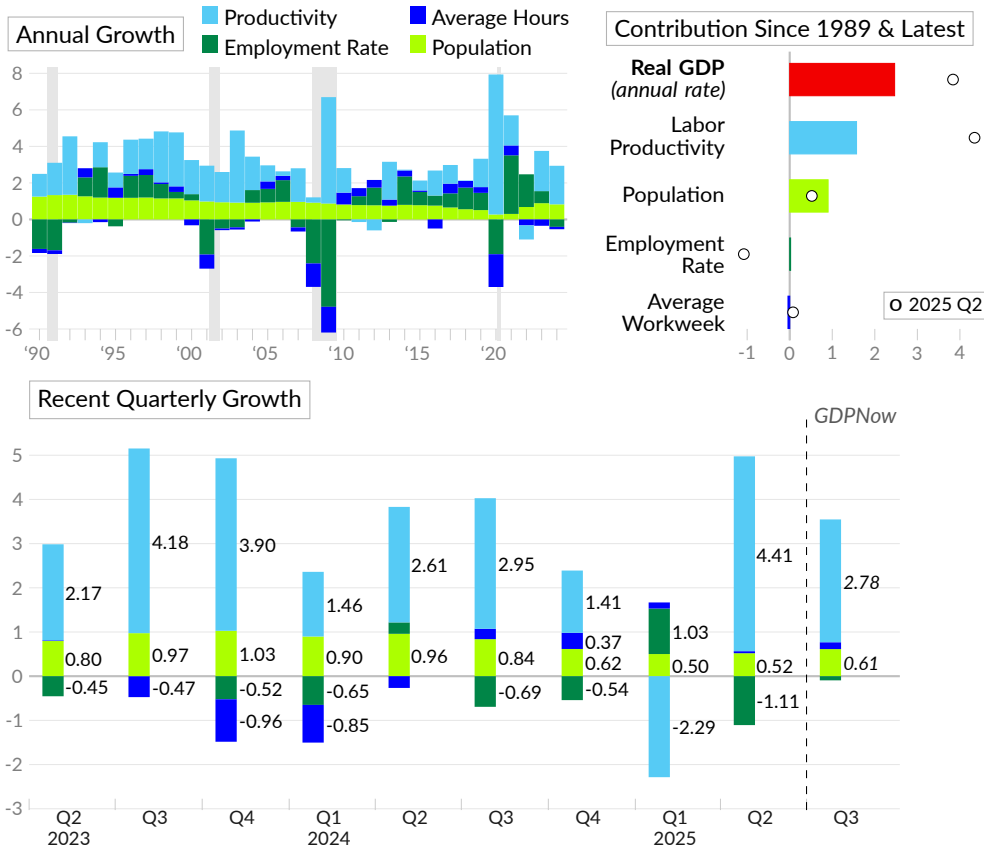 Annual Growth
Productivity
Average Hours
Employment Rate
Population
8
6
4
2
0
-2
-4
-6
‘90
‘95
‘00
‘05
‘10
‘15
‘20
Contribution Since 1989 & Latest
Real GDP
(annual rate)
Labor
Productivity
Population
Employment
Rate
Average
Workweek
2025 Q2
-1 0 1 2 3 4
Recent Quarterly Growth
GDPNow
5
4
3
2
1
0
-1
-2
-3
2.17
0.80
-0.45
4.18
0.97
-0.47
3.90
1.03
-0.52
-0.96
1.46
0.90
-0.65
-0.85
2.61
0.96
2.95
0.84
-0.69
1.41
0.37
0.62
-0.54
1.03
0.50
-2.29
4.41
0.52
-1.11
2.78
0.61
Q2 Q3 Q4 Q1 Q2 Q3 Q4 Q1 Q2 Q3
2023 2024 2025